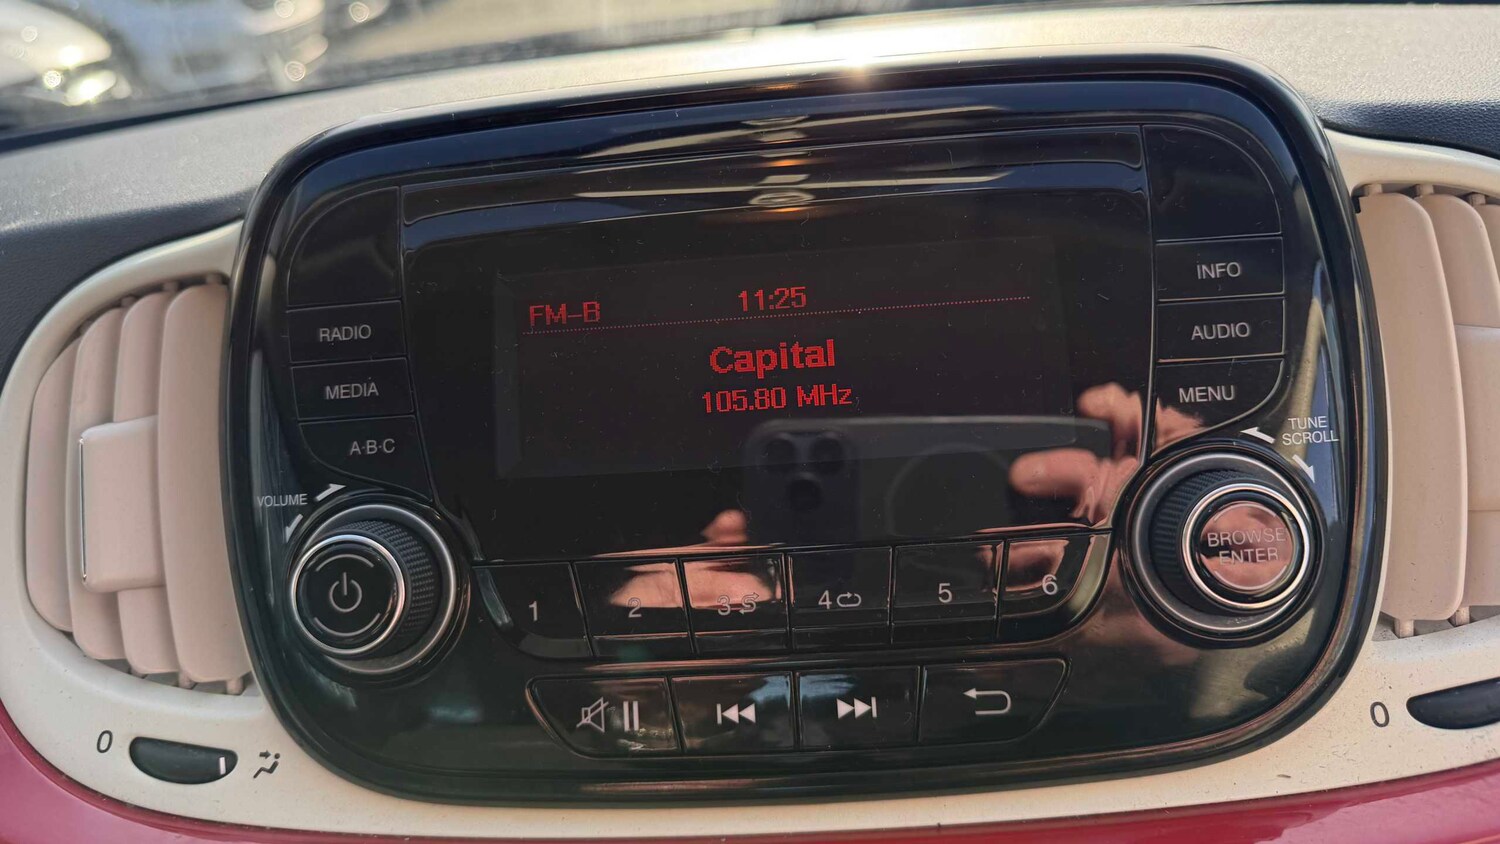 FM-B
11:25
Capital
105.80 MHz
RADIO
MEDIA
A·B·C
VOLUME
INFO
AUDIO
MENU
TUNE
SCROLL
BROWSE
ENTER
1
2
3
4
5
6
0
0